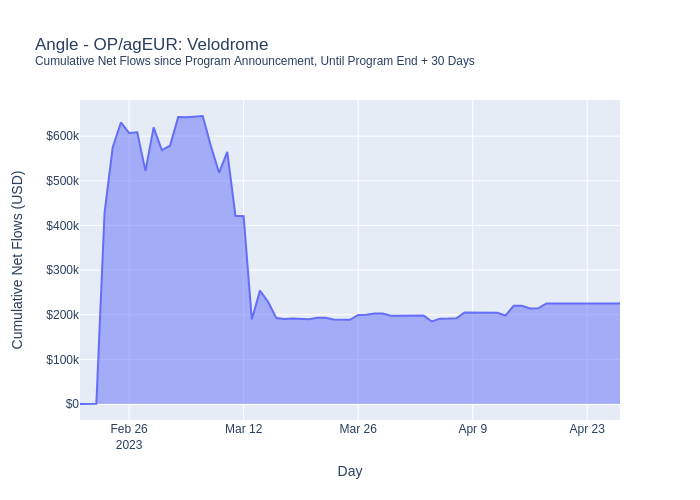 Angle - OP/agEUR: Velodrome
Cumulative Net Flows since Program Announcement, Until Program End + 30 Days
Cumulative Net Flows (USD)
$600k
$500k
$400k
$300k
$200k
$100k
$0
Feb 26
2023
Mar 12
Mar 26
Apr 9
Apr 23
Day